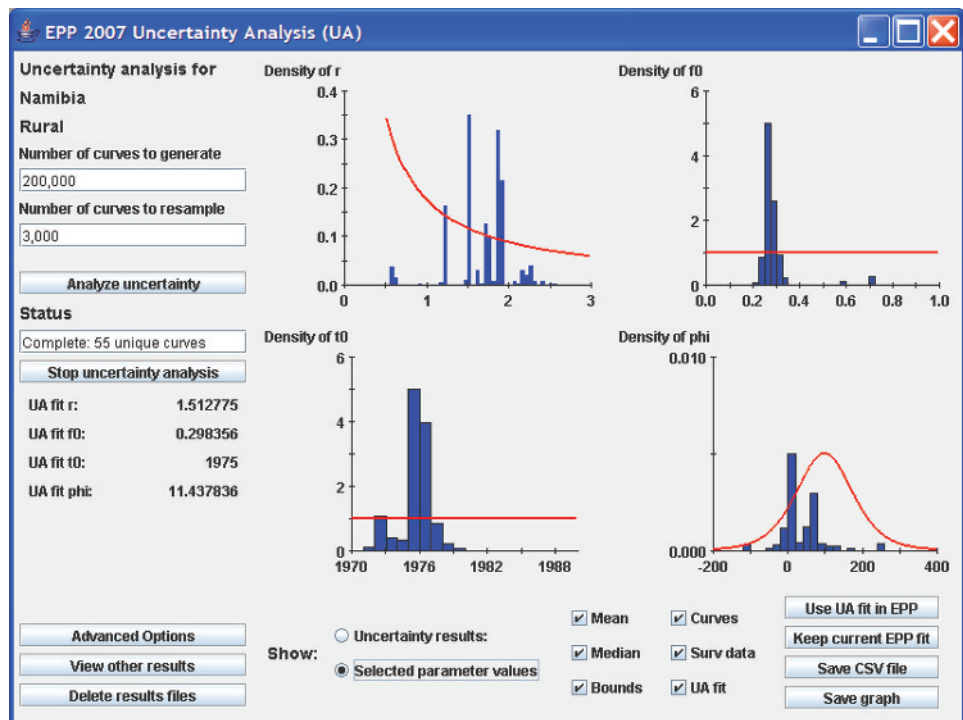 EPP 2007 Uncertainty Analysis (UA)
Uncertainty analysis for
Namibia
Rural
Number of curves to generate
200,000
Number of curves to resample
3,000
Analyze uncertainty
Status
Complete: 55 unique curves
Stop uncertainty analysis
UA fit r: 1.512775
UA fit f0: 0.298356
UA fit t0: 1975
UA fit phi: 11.437836
Advanced Options
View other results
Delete results files
Density of r
0.4
0.3
0.2
0.1
0.0
0 1 2 3
Density of f0
6
4
2
0
0.0 0.2 0.4 0.6 0.8 1.0
Density of t0
6
4
2
0
1970 1976 1982 1988
Density of phi
0.010
0.000
-200 0 200 400
Show:
Uncertainty results:
Selected parameter values
Mean
Median
Bounds
Curves
Surv data
UA fit
Use UA fit in EPP
Keep current EPP fit
Save CSV file
Save graph